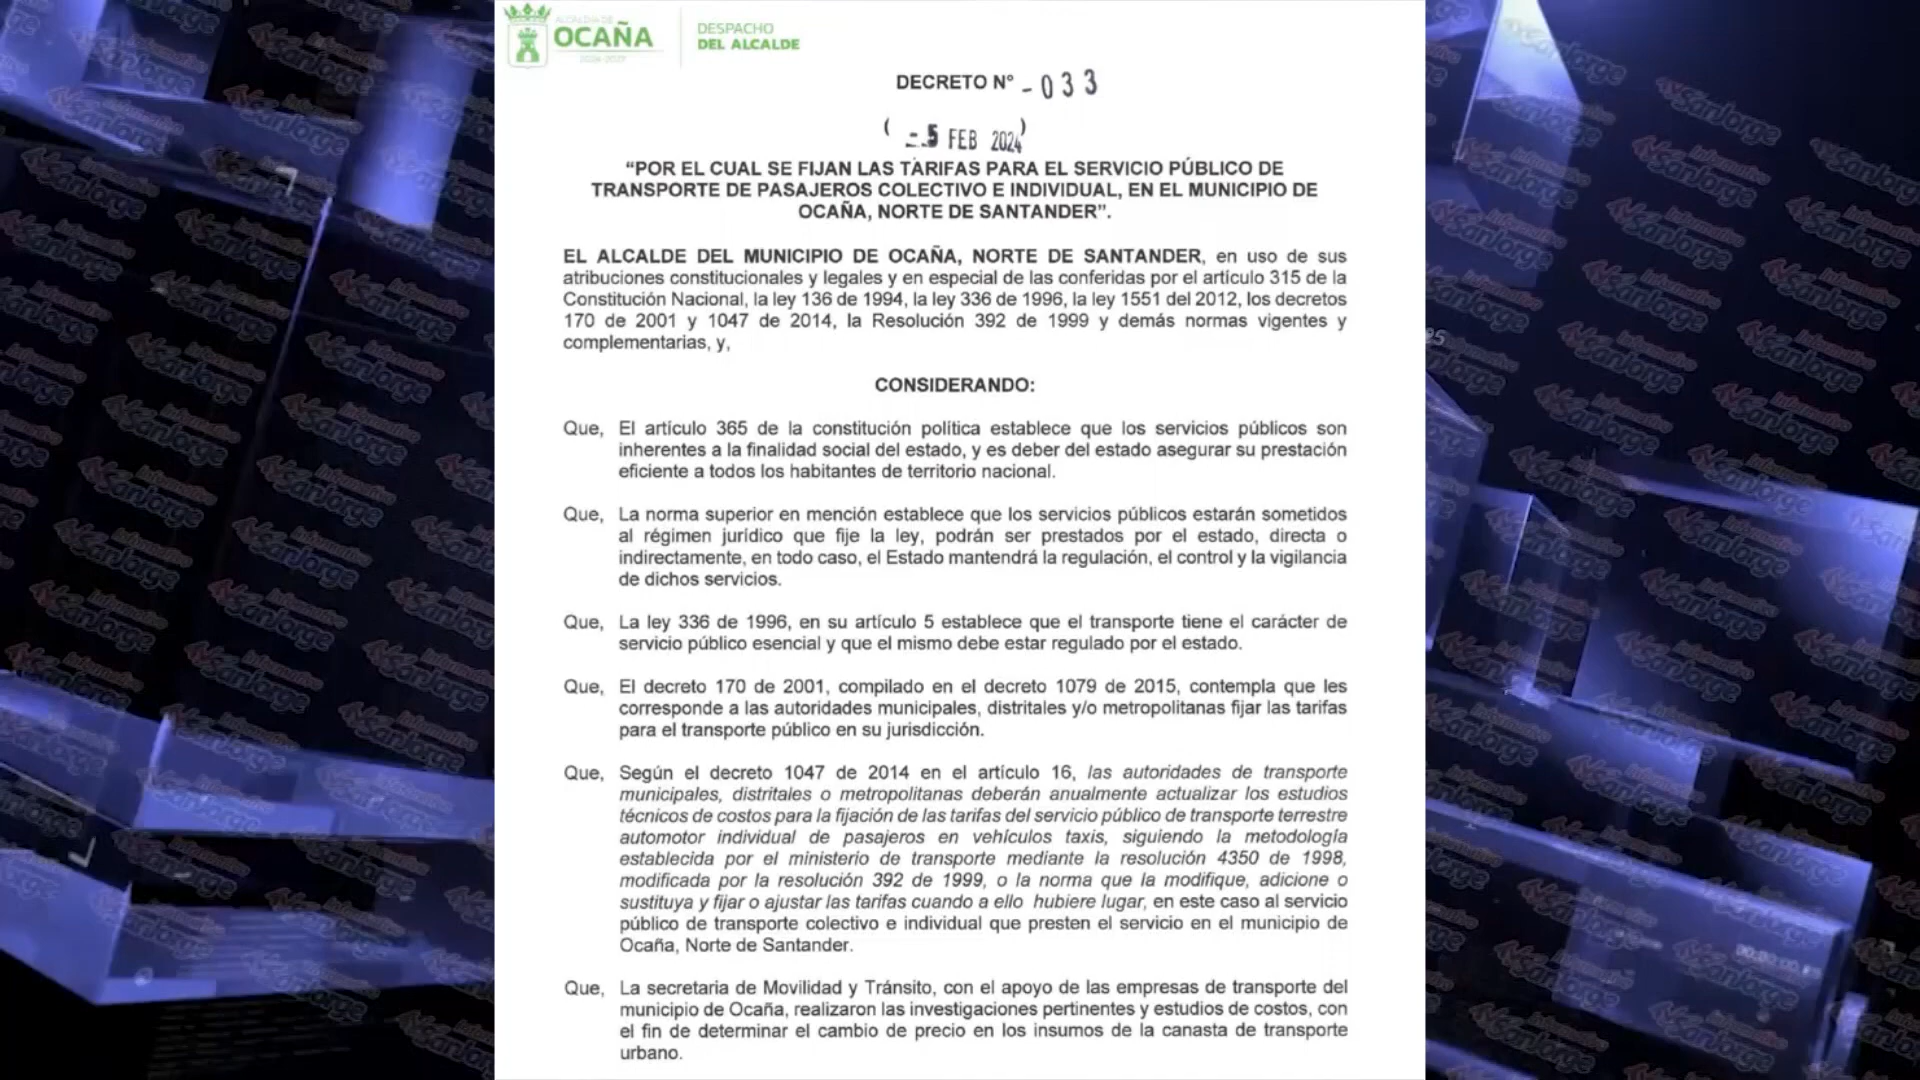 ALCALDÍA DE
OCAÑA
2024-2027
DESPACHO
DEL ALCALDE
DECRETO N° - 033
( - 5 FEB 2024 )
“POR EL CUAL SE FIJAN LAS TARIFAS PARA EL SERVICIO PÚBLICO DE
TRANSPORTE DE PASAJEROS COLECTIVO E INDIVIDUAL, EN EL MUNICIPIO DE
OCAÑA, NORTE DE SANTANDER”.
EL ALCALDE DEL MUNICIPIO DE OCAÑA, NORTE DE SANTANDER, en uso de sus
atribuciones constitucionales y legales y en especial de las conferidas por el artículo 315 de la
Constitución Nacional, la ley 136 de 1994, la ley 336 de 1996, la ley 1551 del 2012, los decretos
170 de 2001 y 1047 de 2014, la Resolución 392 de 1999 y demás normas vigentes y
complementarias, y,
CONSIDERANDO:
Que, El artículo 365 de la constitución política establece que los servicios públicos son
inherentes a la finalidad social del estado, y es deber del estado asegurar su prestación
eficiente a todos los habitantes de territorio nacional.
Que, La norma superior en mención establece que los servicios públicos estarán sometidos
al régimen jurídico que fije la ley, podrán ser prestados por el estado, directa o
indirectamente, en todo caso, el Estado mantendrá la regulación, el control y la vigilancia
de dichos servicios.
Que, La ley 336 de 1996, en su artículo 5 establece que el transporte tiene el carácter de
servicio público esencial y que el mismo debe estar regulado por el estado.
Que, El decreto 170 de 2001, compilado en el decreto 1079 de 2015, contempla que les
corresponde a las autoridades municipales, distritales y/o metropolitanas fijar las tarifas
para el transporte público en su jurisdicción.
Que, Según el decreto 1047 de 2014 en el artículo 16, las autoridades de transporte
municipales, distritales o metropolitanas deberán anualmente actualizar los estudios
técnicos de costos para la fijación de las tarifas del servicio público de transporte terrestre
automotor individual de pasajeros en vehículos taxis, siguiendo la metodología
establecida por el ministerio de transporte mediante la resolución 4350 de 1998,
modificada por la resolución 392 de 1999, o la norma que la modifique, adicione o
sustituya y fijar o ajustar las tarifas cuando a ello hubiere lugar, en este caso al servicio
público de transporte colectivo e individual que presten el servicio en el municipio de
Ocaña, Norte de Santander.
Que, La secretaria de Movilidad y Tránsito, con el apoyo de las empresas de transporte del
municipio de Ocaña, realizaron las investigaciones pertinentes y estudios de costos, con
el fin de determinar el cambio de precio en los insumos de la canasta de transporte
urbano.
Informativo
SanJorge